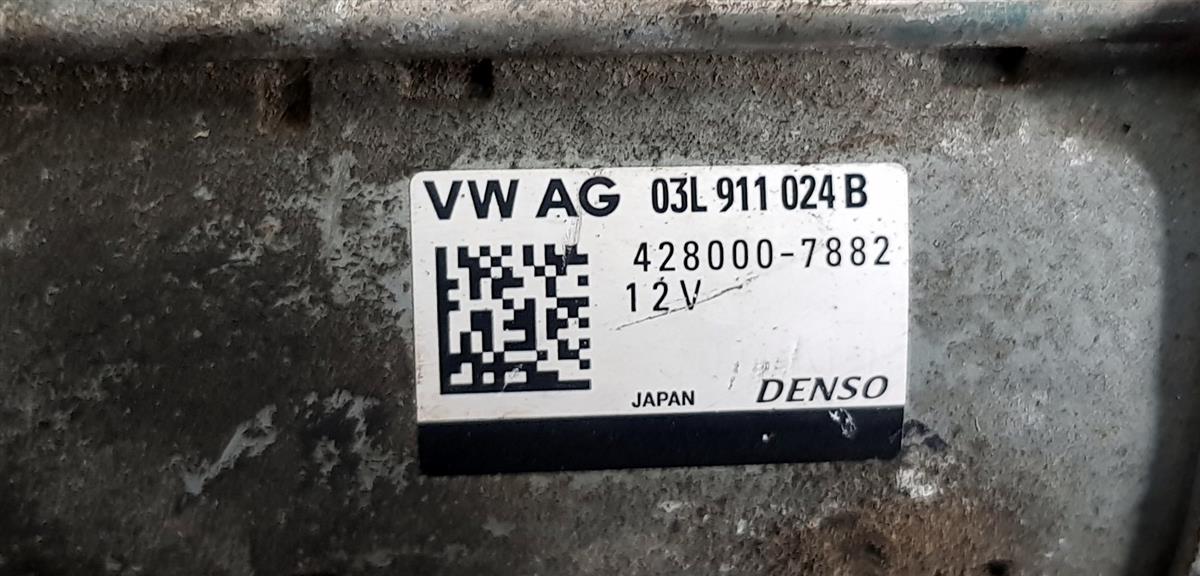 VW AG 03L 911 024 B
428000-7882
12V
JAPAN DENSO